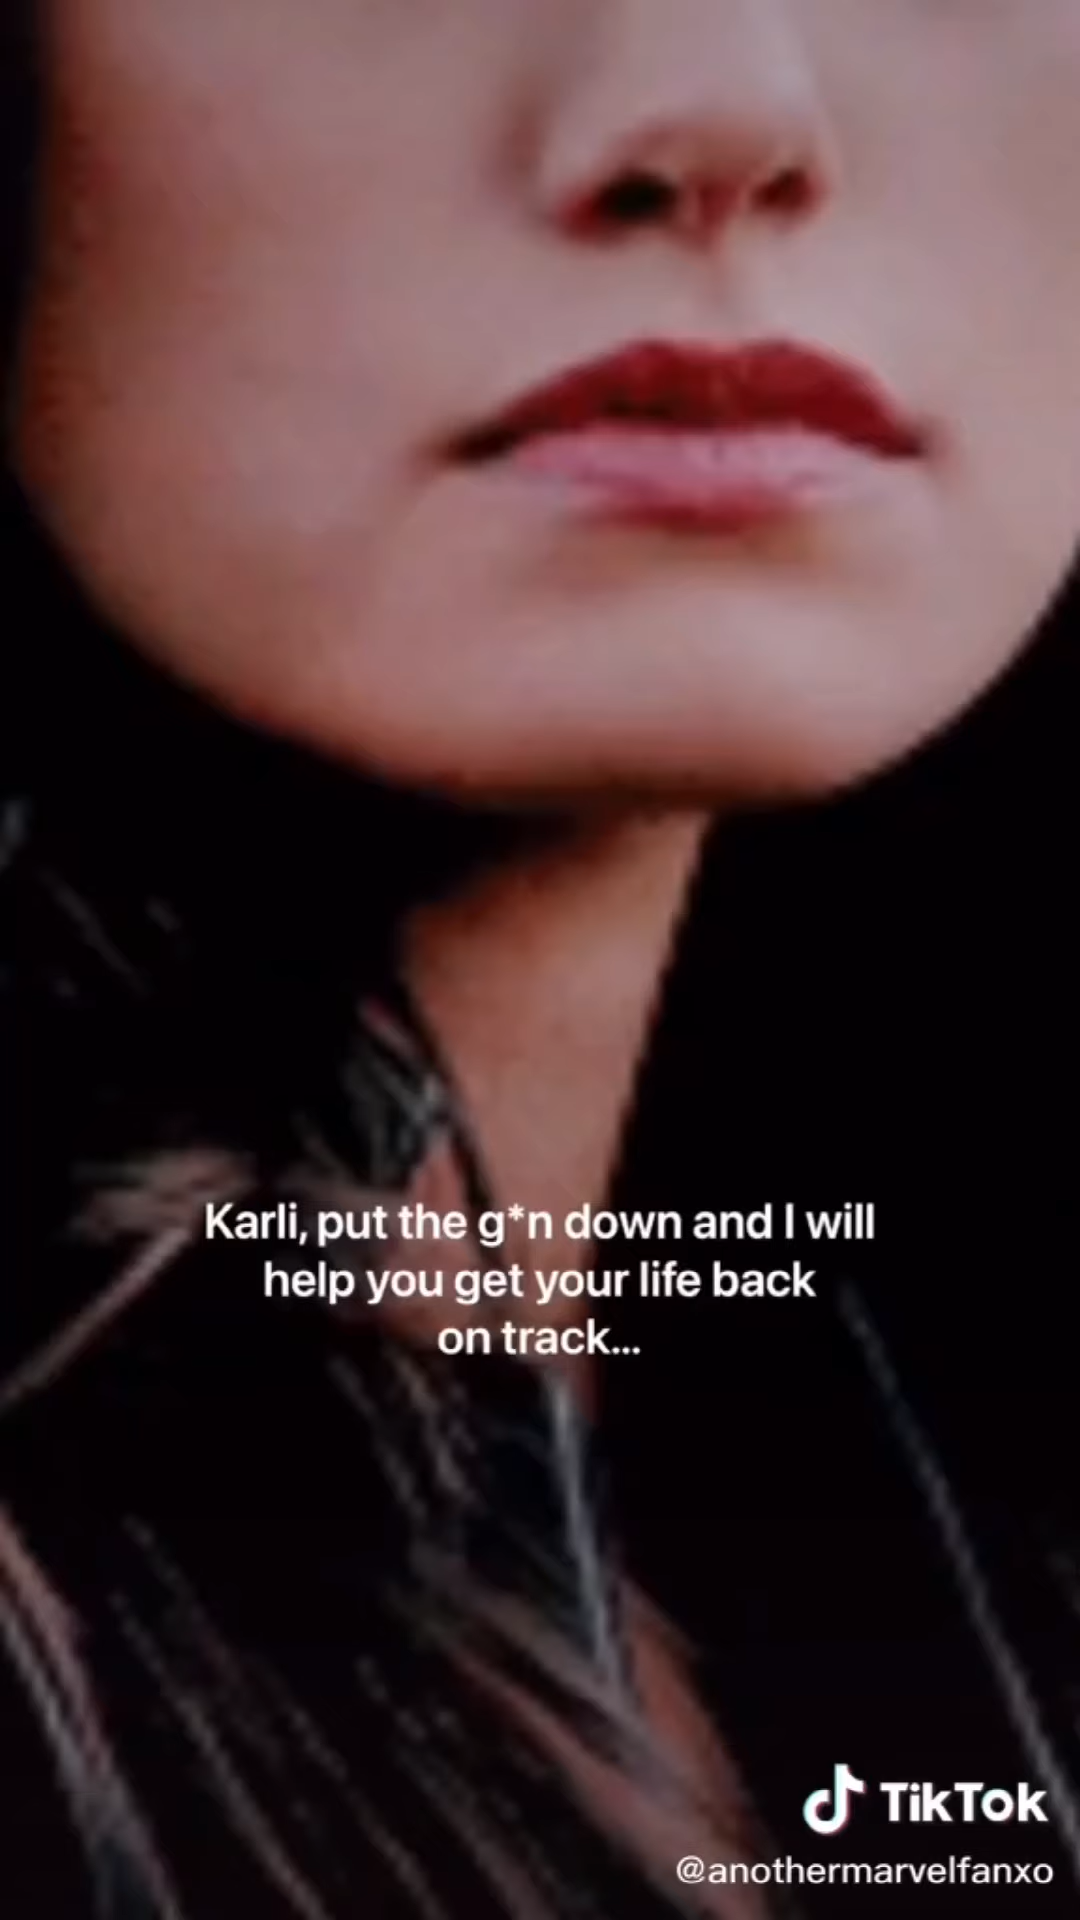 Karli, put the g*n down and I will
help you get your life back
on track...
TikTok
@anothermarvelfanxo